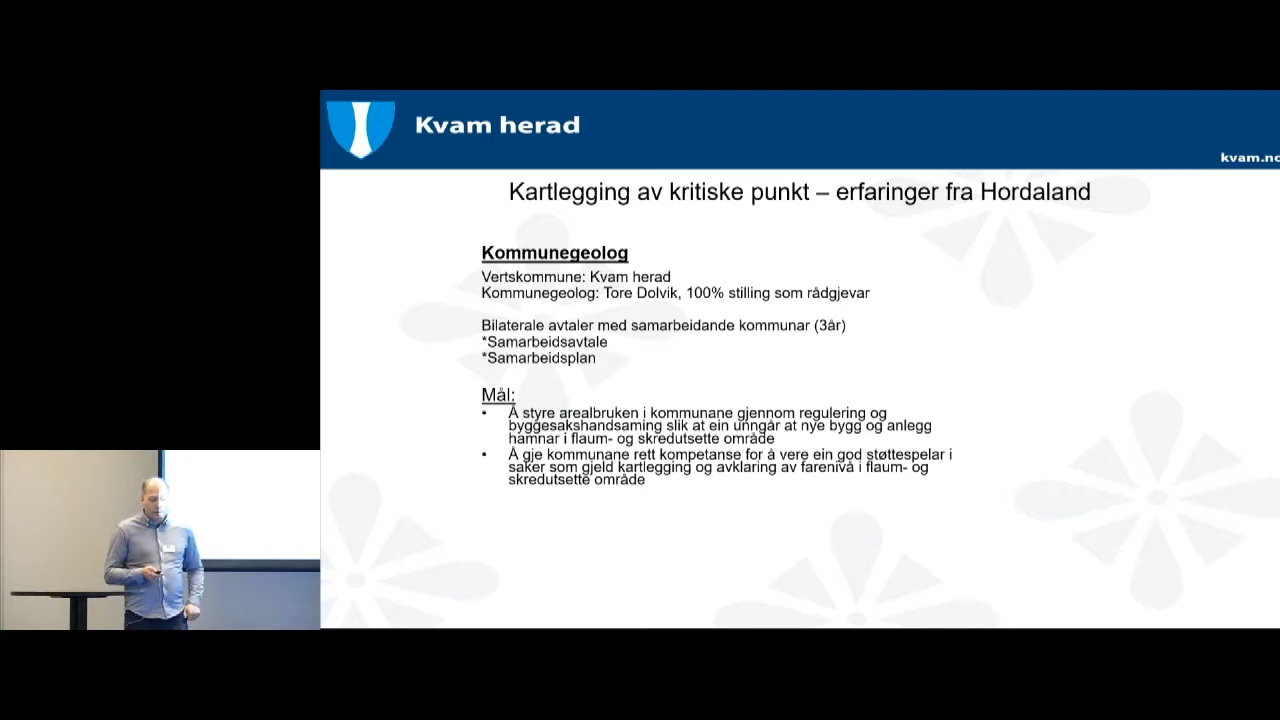 Kvam herad
kvam.no
Kartlegging av kritiske punkt – erfaringer fra Hordaland
Kommunegeolog
Vertskommune: Kvam herad
Kommunegeolog: Tore Dolvik, 100% stilling som rådgjevar
Bilaterale avtaler med samarbeidande kommunar (3år)
*Samarbeidsavtale
*Samarbeidsplan
Mål:
• Å styre arealbruken i kommunane gjennom regulering og
byggesakshandsaming slik at ein unngår at nye bygg og anlegg
hamnar i flaum- og skredutsette område
• Å gje kommunane rett kompetanse for å vere ein god støttespelar i
saker som gjeld kartlegging og avklaring av farenivå i flaum- og
skredutsette område